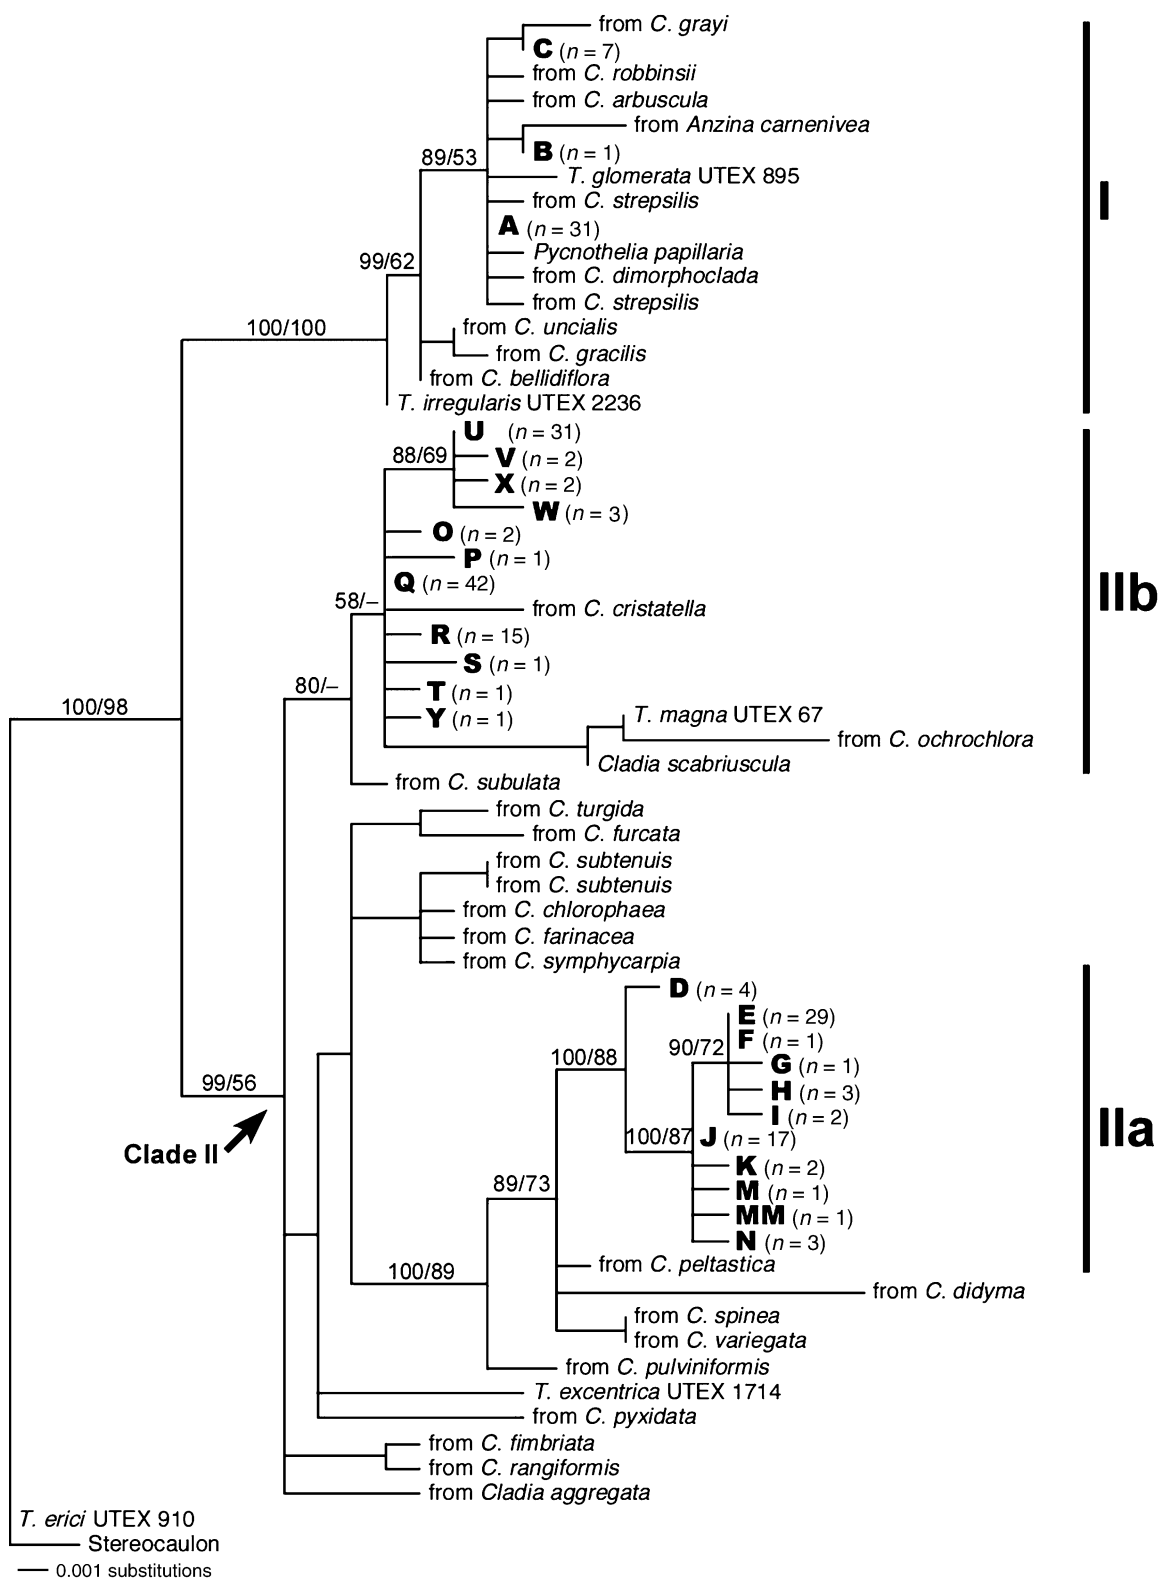 from C. grayi
C (n = 7)
from C. robbinsii
from C. arbuscula
from Anzina carnenivea
B (n = 1)
89/53
T. glomerata UTEX 895
from C. strepsilis
I
A (n = 31)
Pycnothelia papillaria
99/62
from C. dimorphoclada
from C. strepsilis
100/100
from C. uncialis
from C. gracilis
from C. bellidiflora
T. irregularis UTEX 2236
U (n = 31)
88/69
V (n = 2)
X (n = 2)
W (n = 3)
O (n = 2)
P (n = 1)
Q (n = 42)
IIb
58/–
from C. cristatella
R (n = 15)
S (n = 1)
80/–
T (n = 1)
100/98
Y (n = 1)
T. magna UTEX 67
from C. ochrochlora
Cladia scabriuscula
from C. subulata
from C. turgida
from C. furcata
from C. subtenuis
from C. subtenuis
from C. chlorophaea
from C. farinacea
from C. symphycarpia
D (n = 4)
E (n = 29)
F (n = 1)
90/72
100/88
G (n = 1)
99/56
H (n = 3)
I (n = 2)
IIa
100/87
J (n = 17)
Clade II
K (n = 2)
89/73
M (n = 1)
MM (n = 1)
N (n = 3)
from C. peltastica
100/89
from C. didyma
from C. spinea
from C. variegata
from C. pulviniformis
T. excentrica UTEX 1714
from C. pyxidata
from C. fimbriata
from C. rangiformis
from Cladia aggregata
T. erici UTEX 910
Stereocaulon
0.001 substitutions